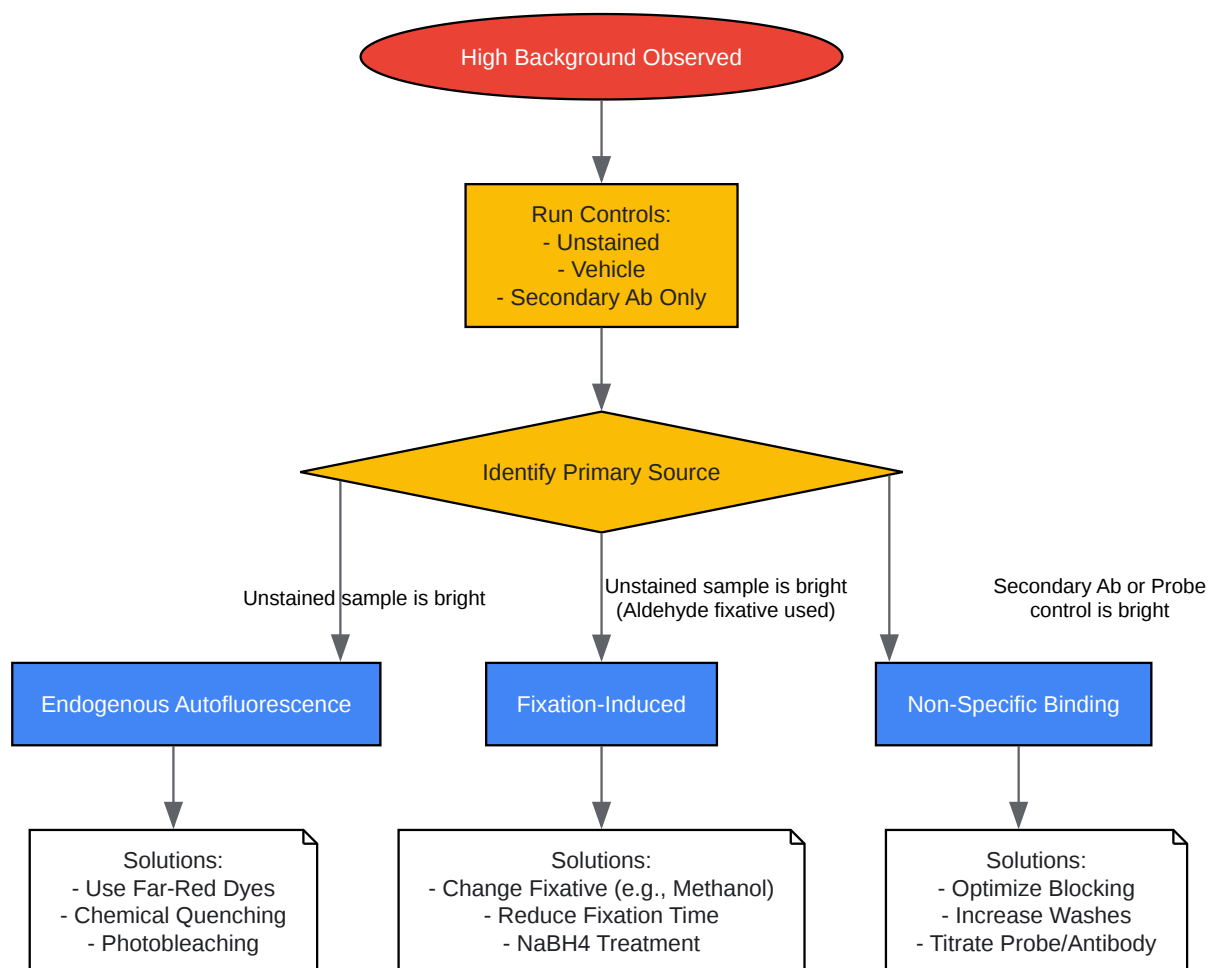 High Background Observed
Run Controls:
- Unstained
- Vehicle
- Secondary Ab Only
Identify Primary Source
Unstained sample is bright
Unstained sample is bright
(Aldehyde fixative used)
Secondary Ab or Probe
control is bright
Endogenous Autofluorescence
Fixation-Induced
Non-Specific Binding
Solutions:
- Use Far-Red Dyes
- Chemical Quenching
- Photobleaching
Solutions:
- Change Fixative (e.g., Methanol)
- Reduce Fixation Time
- NaBH4 Treatment
Solutions:
- Optimize Blocking
- Increase Washes
- Titrate Probe/Antibody